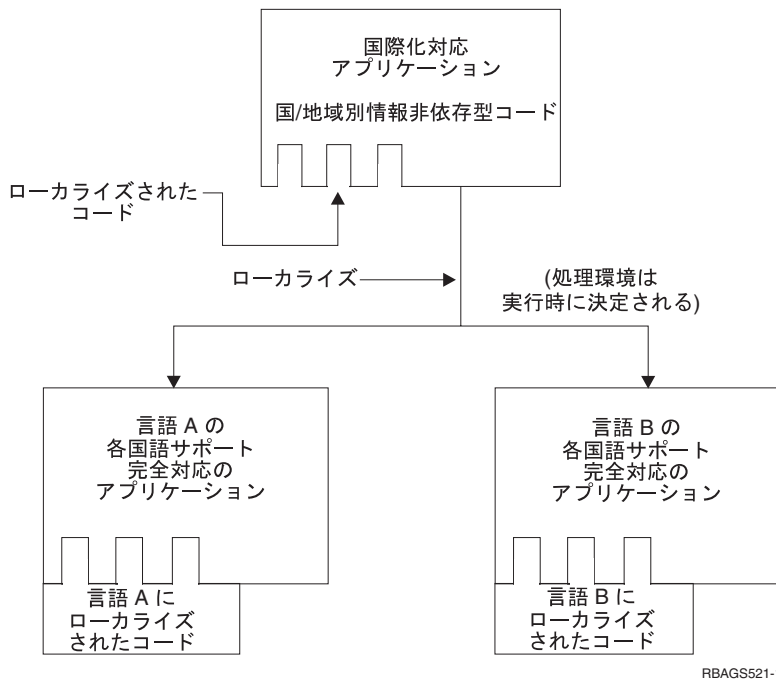 国際化対応
アプリケーション
国/地域別情報非依存型コード
ローカライズされた
コード
ローカライズ
(処理環境は
実行時に決定される)
言語 A の
各国語サポート
完全対応の
アプリケーション
言語 A に
ローカライズ
されたコード
言語 B の
各国語サポート
完全対応の
アプリケーション
言語 B に
ローカライズ
されたコード
RBAGS521-